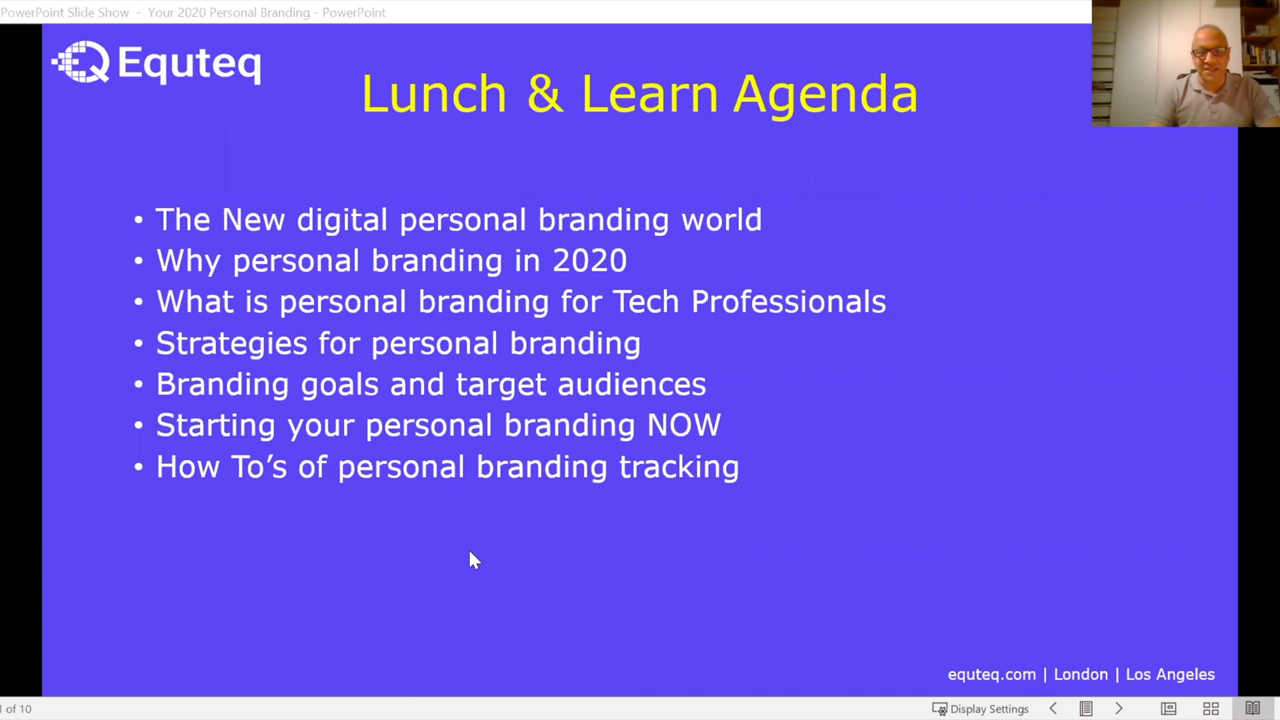 PowerPoint Slide Show - Your 2020 Personal Branding - PowerPoint
Equteq
Lunch & Learn Agenda
• The New digital personal branding world
• Why personal branding in 2020
• What is personal branding for Tech Professionals
• Strategies for personal branding
• Branding goals and target audiences
• Starting your personal branding NOW
• How To’s of personal branding tracking
equteq.com | London | Los Angeles
of 10
Display Settings